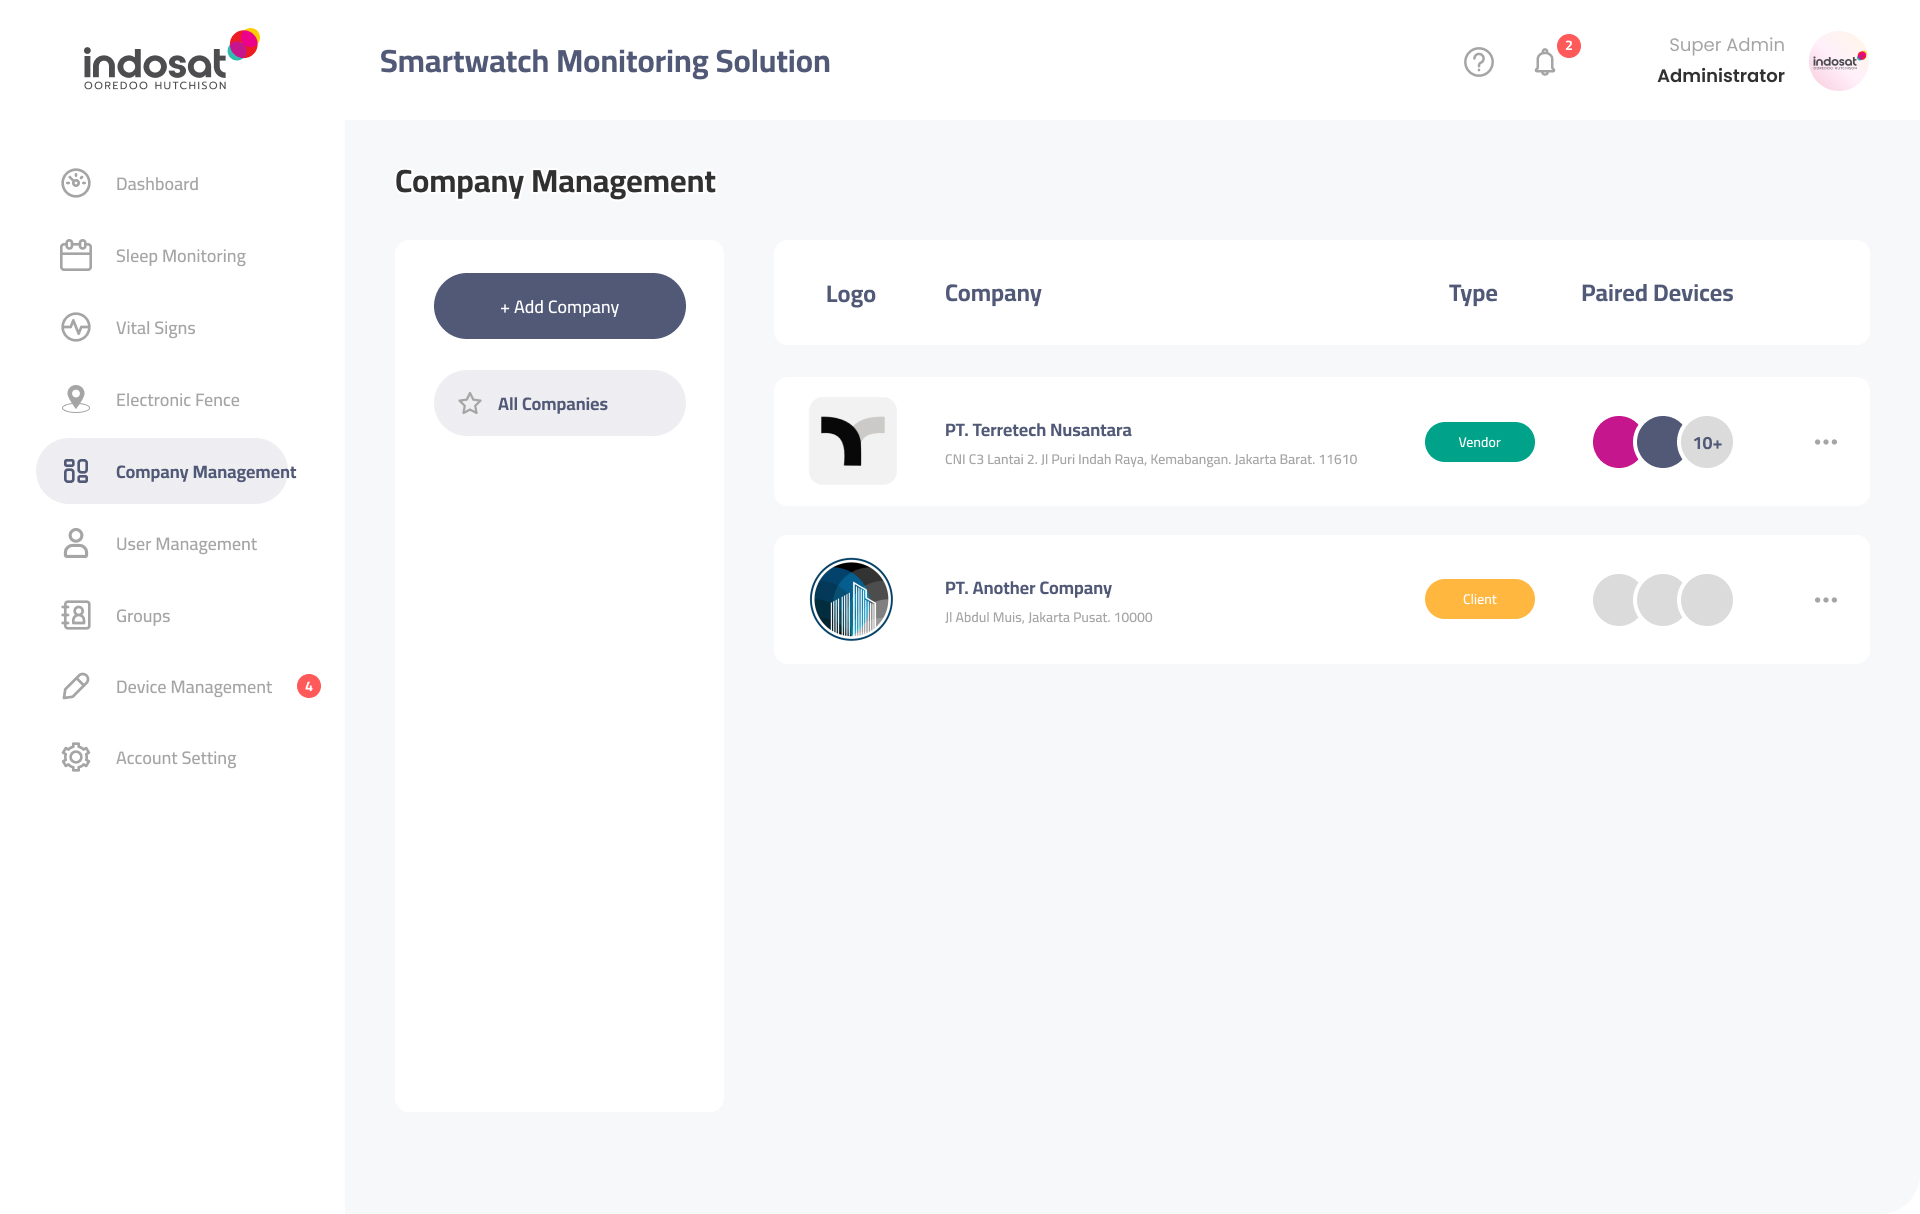 indosat
OOREDOO HUTCHISON
Smartwatch Monitoring Solution
2
Super Admin
Administrator
indosat
OOREDOO HUTCHISON
Dashboard
Sleep Monitoring
Vital Signs
Electronic Fence
Company Management
User Management
Groups
Device Management 4
Account Setting
Company Management
+ Add Company
All Companies
Logo Company Type Paired Devices
PT. Terretech Nusantara
CNI C3 Lantai 2. Jl Puri Indah Raya, Kemabangan. Jakarta Barat. 11610
Vendor
10+
PT. Another Company
Jl Abdul Muis, Jakarta Pusat. 10000
Client